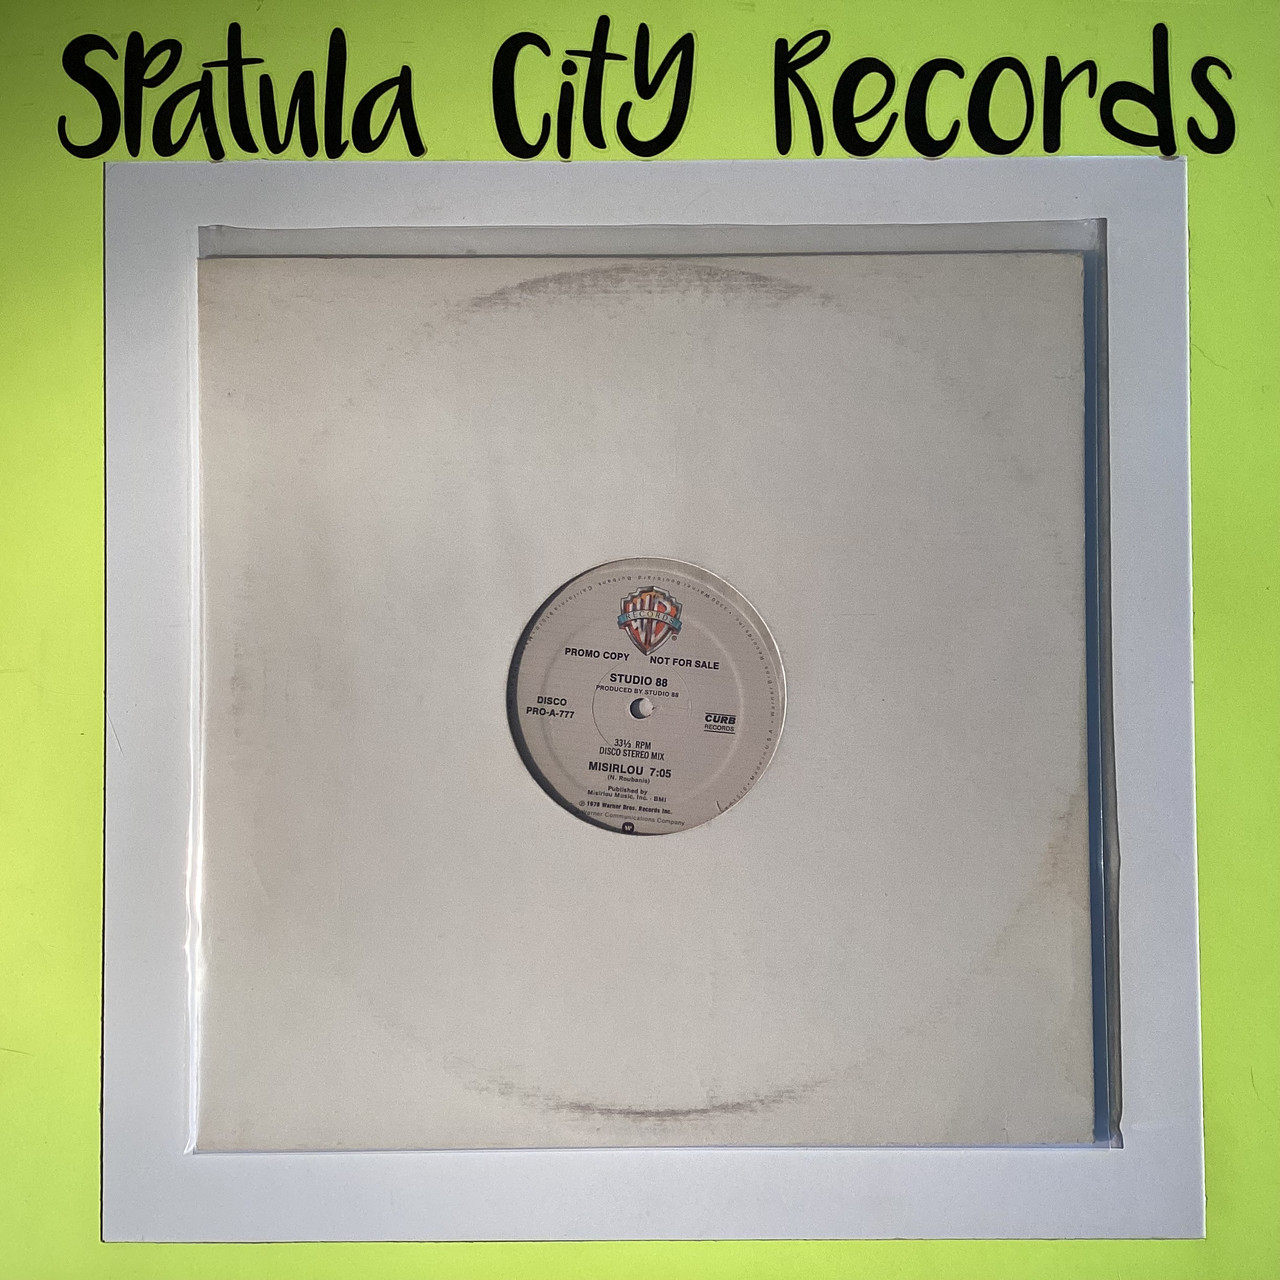 Spatula City Records
RECORDS
PROMO COPY NOT FOR SALE
STUDIO 88
PRODUCED BY STUDIO 88
DISCO
PRO-A-777
CURB
RECORDS
33⅓ RPM
DISCO STEREO MIX
MISIRLOU 7:05
(N. Roubanis)
Published by
Misirlou Music, Inc. - BMI
℗ 1978 Warner Bros. Records Inc.
Warner Communications Company
W